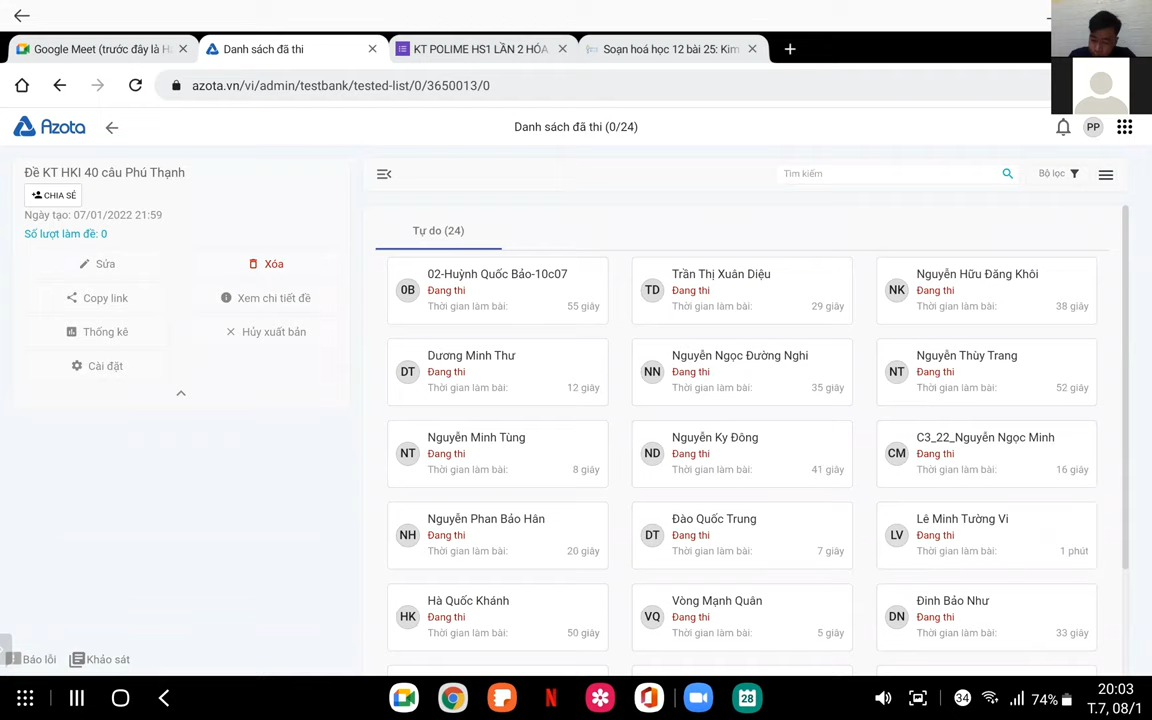 Google Meet (trước đây là H
Danh sách đã thi
KT POLIME HS1 LẦN 2 HÓA
Soạn hoá học 12 bài 25: Kim
azota.vn/vi/admin/testbank/tested-list/0/3650013/0
Azota
Danh sách đã thi (0/24)
PP
Đề KT HKI 40 câu Phú Thạnh
CHIA SẺ
Ngày tạo: 07/01/2022 21:59
Số lượt làm đề: 0
Sửa
Xóa
Copy link
Xem chi tiết đề
Thống kê
Hủy xuất bản
Cài đặt
Tìm kiếm
Bộ lọc
Tự do (24)
0B
02-Huỳnh Quốc Bảo-10c07
Đang thi
Thời gian làm bài: 55 giây
TD
Trần Thị Xuân Diệu
Đang thi
Thời gian làm bài: 29 giây
NK
Nguyễn Hữu Đăng Khôi
Đang thi
Thời gian làm bài: 38 giây
DT
Dương Minh Thư
Đang thi
Thời gian làm bài: 12 giây
NN
Nguyễn Ngọc Đường Nghi
Đang thi
Thời gian làm bài: 35 giây
NT
Nguyễn Thùy Trang
Đang thi
Thời gian làm bài: 52 giây
NT
Nguyễn Minh Tùng
Đang thi
Thời gian làm bài: 8 giây
ND
Nguyễn Ky Đông
Đang thi
Thời gian làm bài: 41 giây
CM
C3_22_Nguyễn Ngọc Minh
Đang thi
Thời gian làm bài: 16 giây
NH
Nguyễn Phan Bảo Hân
Đang thi
Thời gian làm bài: 20 giây
DT
Đào Quốc Trung
Đang thi
Thời gian làm bài: 7 giây
LV
Lê Minh Tường Vi
Đang thi
Thời gian làm bài: 1 phút
HK
Hà Quốc Khánh
Đang thi
Thời gian làm bài: 50 giây
VQ
Vòng Mạnh Quân
Đang thi
Thời gian làm bài: 5 giây
DN
Đinh Bảo Như
Đang thi
Thời gian làm bài: 33 giây
Báo lỗi
Khảo sát
28
34
74%
20:03
T.7, 08/1